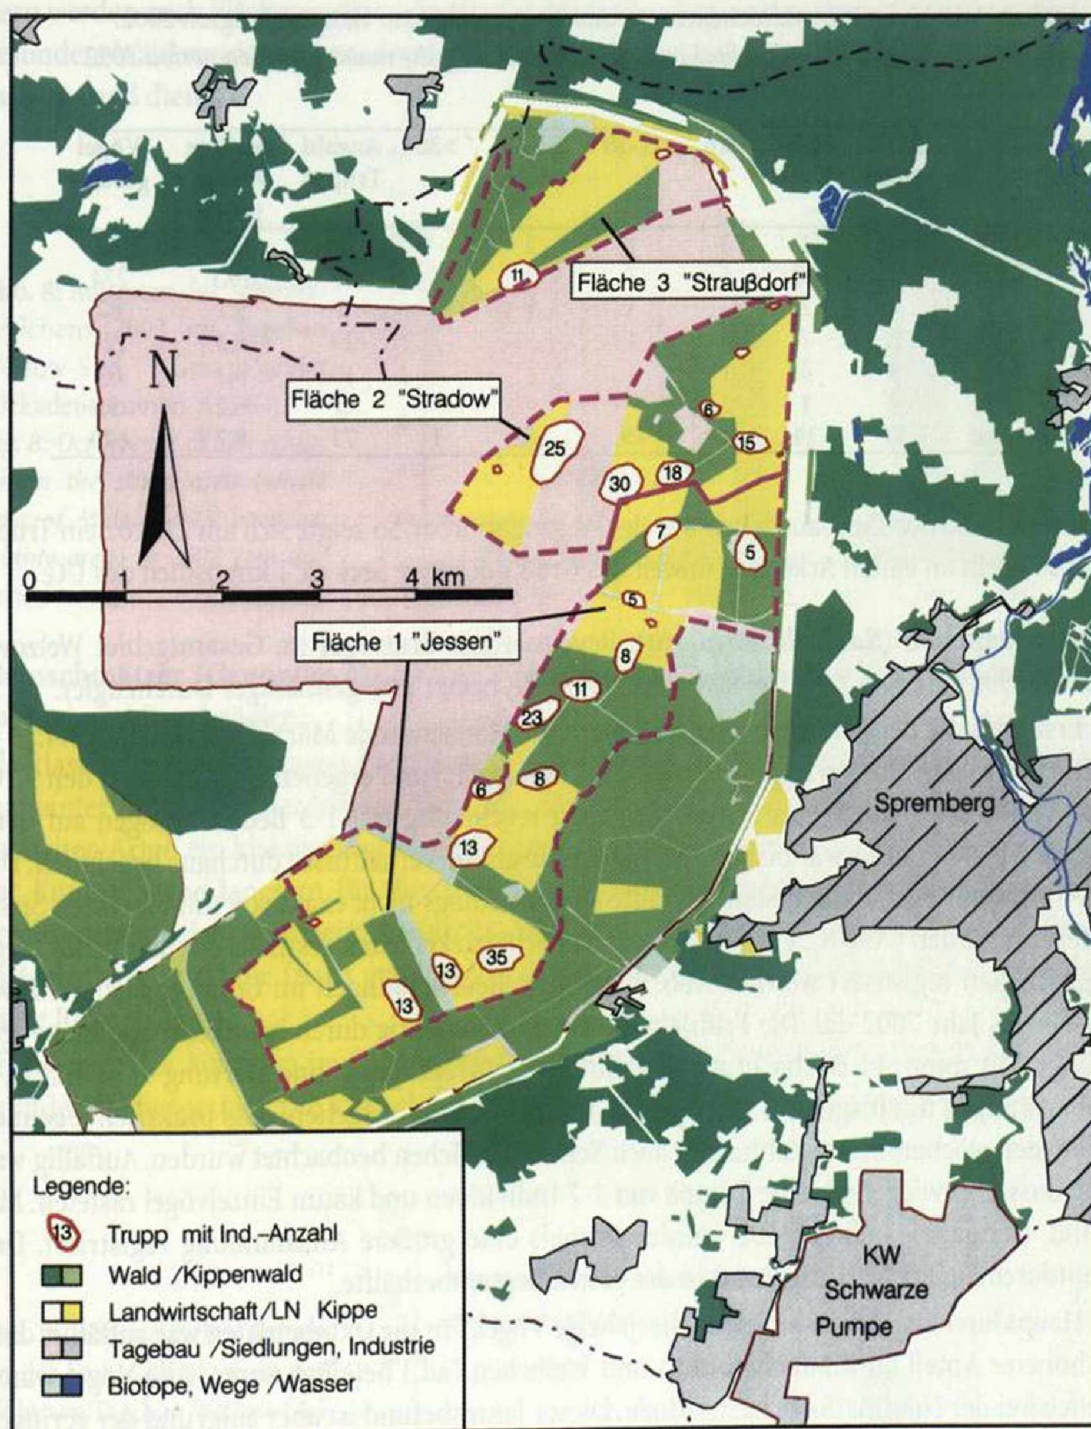 Fläche 3 "Straußdorf"
11
N
Fläche 2 "Stradow"
6
25
15
18
30
7
5
0 1 2 3 4 km
5
Fläche 1 "Jessen"
8
11
23
8
6
13
Spremberg
35
13
13
Legende:
13 Trupp mit Ind.-Anzahl
Wald /Kippenwald
Landwirtschaft/LN Kippe
Tagebau /Siedlungen, Industrie
Biotope, Wege /Wasser
KW
Schwarze
Pumpe